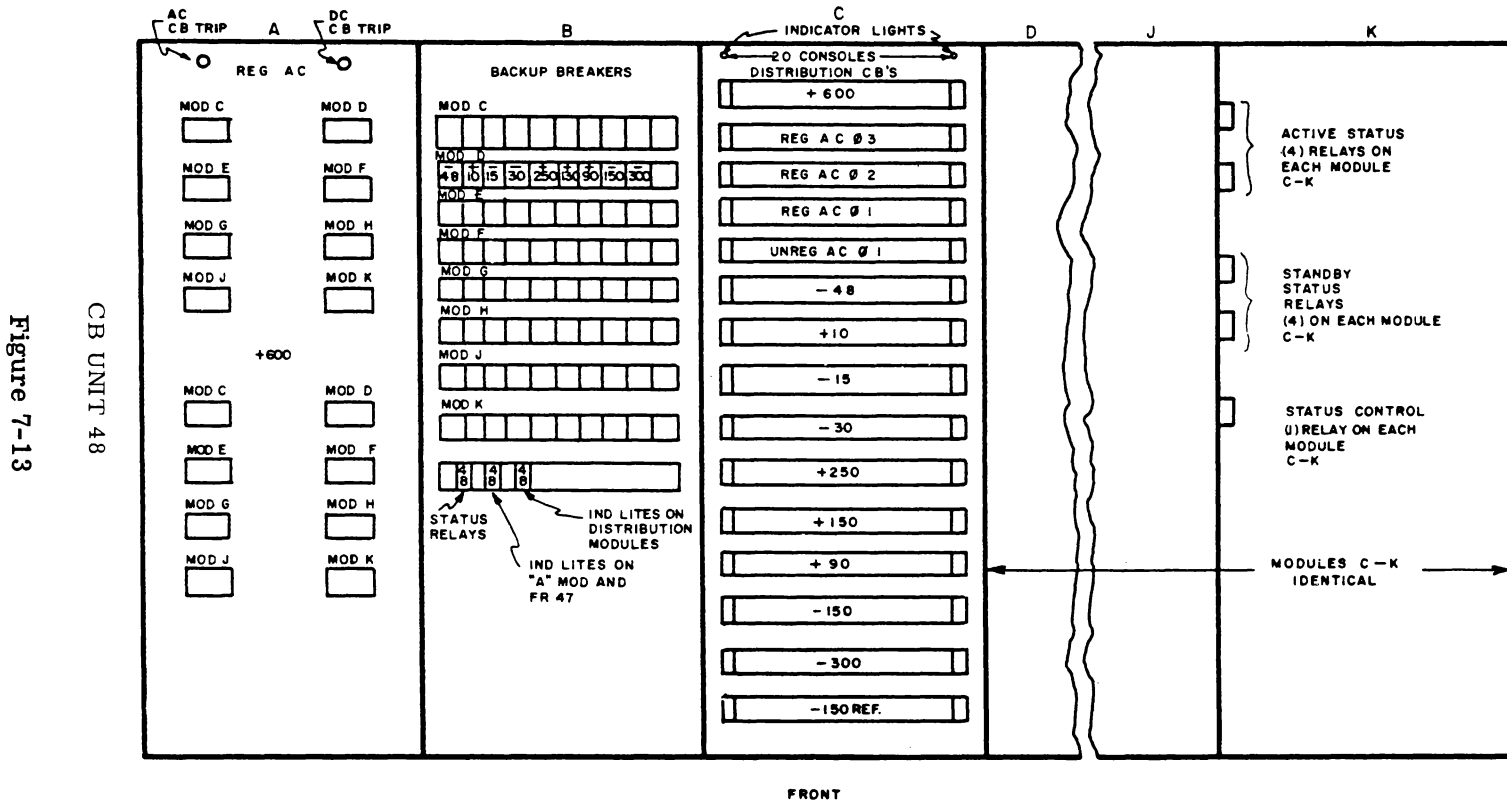 AC
CB TRIP
DC
CB TRIP
A
B
C
D
J
K
INDICATOR LIGHTS
REG AC
MOD C
MOD D
MOD E
MOD F
MOD G
MOD H
MOD J
MOD K
+600
MOD C
MOD D
MOD E
MOD F
MOD G
MOD H
MOD J
MOD K
BACKUP BREAKERS
MOD C
MOD D
-48 +10 -15 -30 +250 +130 +90 -150 -300
MOD E
MOD F
MOD G
MOD H
MOD J
MOD K
48 48 48
STATUS
RELAYS
IND LITES ON
DISTRIBUTION
MODULES
IND LITES ON
"A" MOD AND
FR 47
20 CONSOLES
DISTRIBUTION CB'S
+ 600
REG AC Ø 3
REG AC Ø 2
REG AC Ø 1
UNREG AC Ø 1
- 48
+10
- 15
- 30
+250
+150
+ 90
-150
-300
-150 REF.
ACTIVE STATUS
(4) RELAYS ON
EACH MODULE
C-K
STANDBY
STATUS
RELAYS
(4) ON EACH MODULE
C-K
STATUS CONTROL
(1) RELAY ON EACH
MODULE
C-K
MODULES C-K
IDENTICAL
FRONT
CB UNIT 48
Figure 7-13